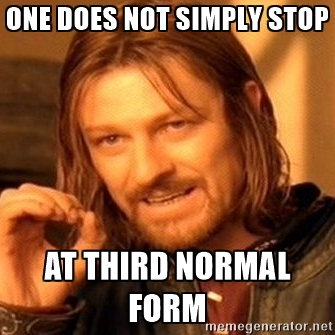 ONE DOES NOT SIMPLY STOP
AT THIRD NORMAL
FORM
memegenerator.net